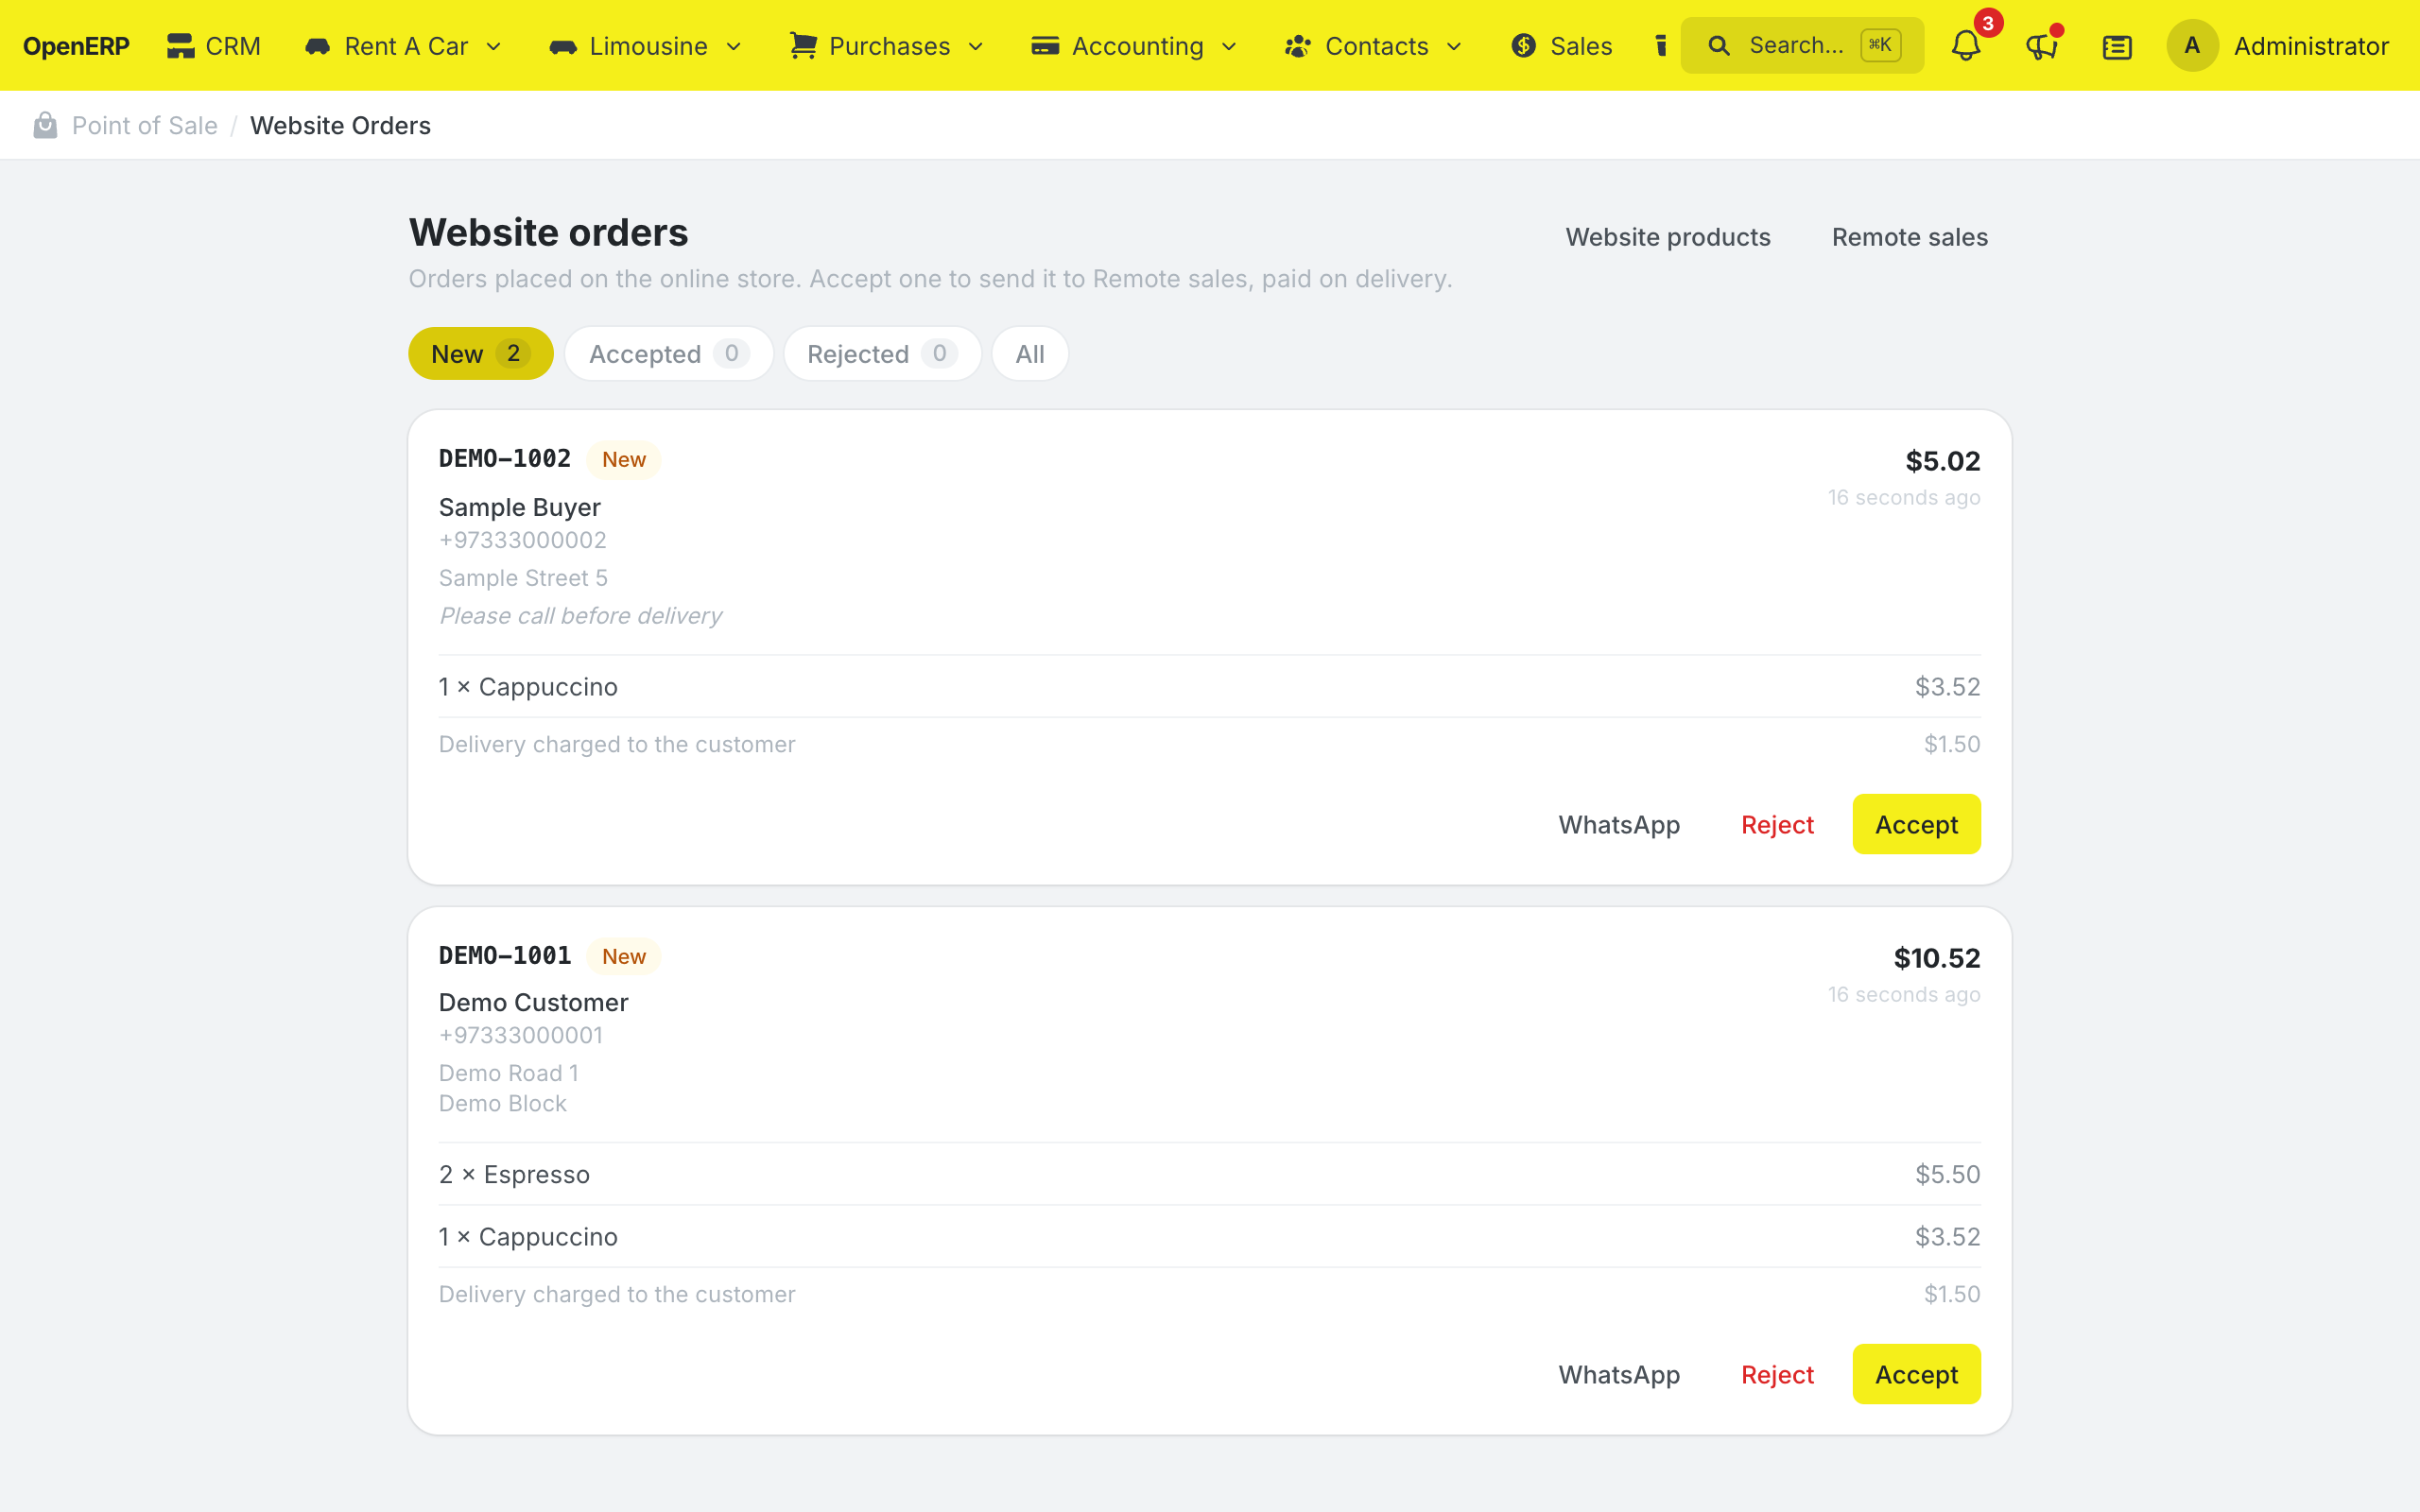 OpenERP CRM Rent A Car Limousine Purchases Accounting Contacts Sales Search... ⌘K 3 A Administrator
Point of Sale / Website Orders
Website orders
Website products Remote sales
Orders placed on the online store. Accept one to send it to Remote sales, paid on delivery.
New 2 Accepted 0 Rejected 0 All
DEMO-1002 New $5.02
16 seconds ago
Sample Buyer
+97333000002
Sample Street 5
Please call before delivery
1 × Cappuccino $3.52
Delivery charged to the customer $1.50
WhatsApp Reject Accept
DEMO-1001 New $10.52
16 seconds ago
Demo Customer
+97333000001
Demo Road 1
Demo Block
2 × Espresso $5.50
1 × Cappuccino $3.52
Delivery charged to the customer $1.50
WhatsApp Reject Accept